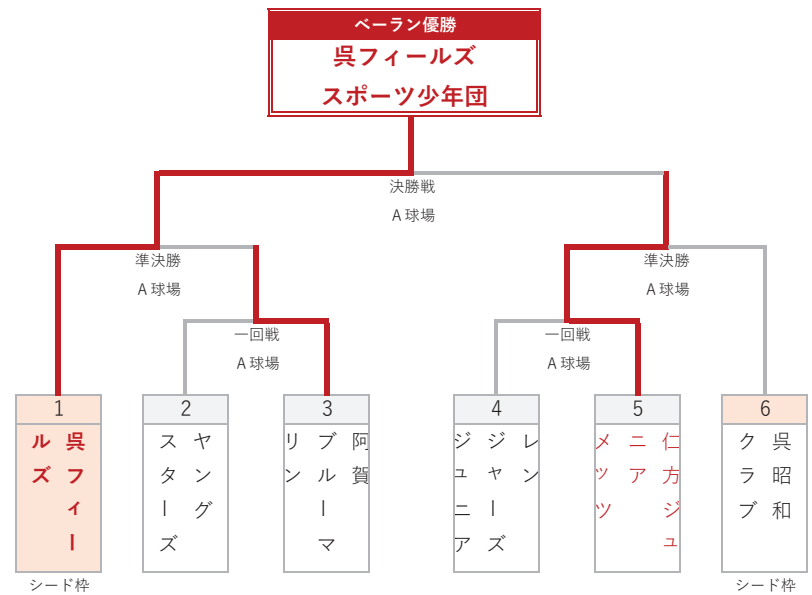 ベーラン優勝
呉フィールズ
スポーツ少年団
決勝戦
A球場
準決勝
A球場
準決勝
A球場
一回戦
A球場
一回戦
A球場
1
呉フィー
ルズ
2
ヤング
スターズ
3
阿賀
ブルーマ
リン
4
レン
ジャーズ
ジュニア
5
仁方ジュ
ニア
メッツ
6
呉昭和
クラブ
シード枠
シード枠